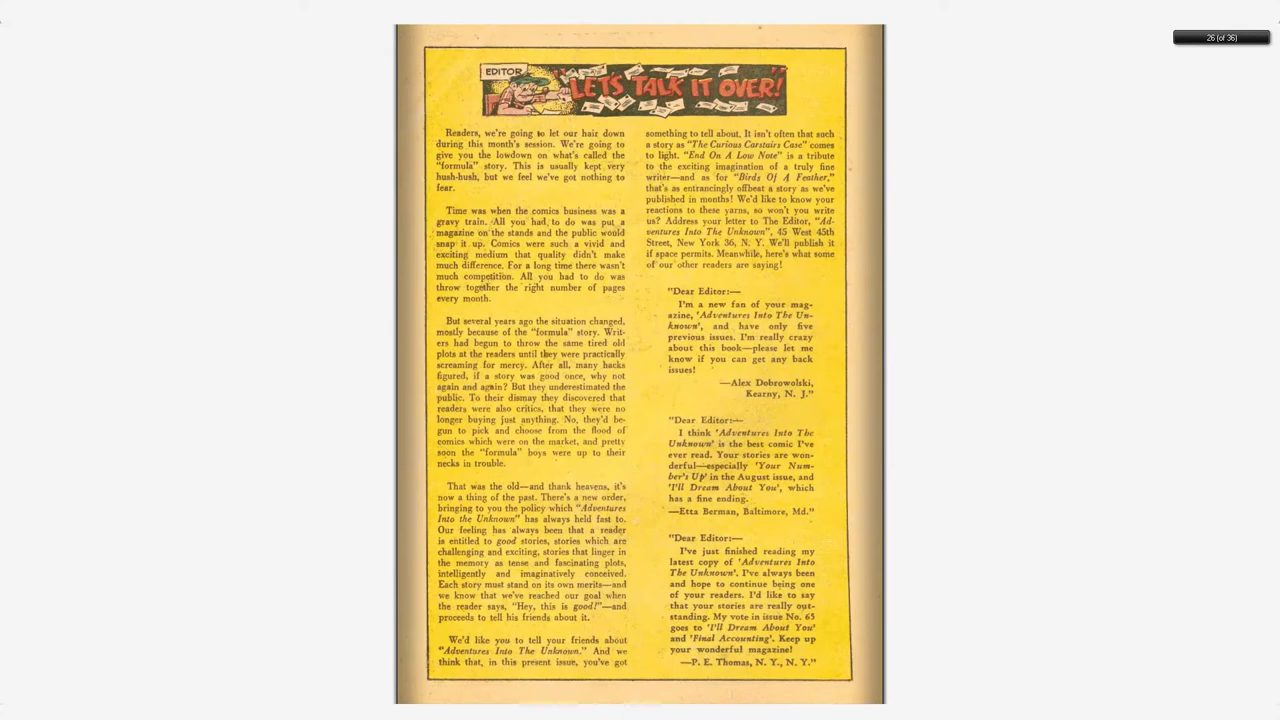 26 (of 36)
EDITOR
"LET'S TALK IT OVER!"
Readers, we're going to let our hair down
during this month's session. We're going to
give you the lowdown on what's called the
"formula" story. This is usually kept very
hush-hush, but we feel we've got nothing to
fear.
Time was when the comics business was a
gravy train. All you had to do was put a
magazine on the stands and the public would
snap it up. Comics were such a vivid and
exciting medium that quality didn't make
much difference. For a long time there wasn't
much competition. All you had to do was
throw together the right number of pages
every month.
But several years ago the situation changed,
mostly because of the "formula" story. Writ-
ers had begun to throw the same tired old
plots at the readers until they were practically
screaming for mercy. After all, many hacks
figured, if a story was good once, why not
again and again? But they underestimated the
public. To their dismay they discovered that
readers were also critics, that they were no
longer buying just anything. No, they'd be-
gun to pick and choose from the flood of
comics which were on the market, and pretty
soon the "formula" boys were up to their
necks in trouble.
That was the old—and thank heavens, it's
now a thing of the past. There's a new order,
bringing to you the policy which "Adventures
Into the Unknown" has always held fast to.
Our feeling has always been that a reader
is entitled to good stories, stories which are
challenging and exciting, stories that linger in
the memory as tense and fascinating plots,
intelligently and imaginatively conceived.
Each story must stand on its own merits—and
we know that we've reached our goal when
the reader says, "Hey, this is good!"—and
proceeds to tell his friends about it.
We'd like you to tell your friends about
"Adventures Into The Unknown." And we
think that, in this present issue, you've got
something to tell about. It isn't often that such
a story as "The Curious Carstairs Case" comes
to light. "End On A Low Note" is a tribute
to the exciting imagination of a truly fine
writer—and as for "Birds Of A Feather,"
that's as entrancingly offbeat a story as we've
published in months! We'd like to know your
reactions to these yarns, so won't you write
us? Address your letter to The Editor, "Ad-
ventures Into The Unknown", 45 West 45th
Street, New York 36, N. Y. We'll publish it
if space permits. Meanwhile, here's what some
of our other readers are saying!
"Dear Editor:—
I'm a new fan of your mag-
azine, 'Adventures Into The Un-
known', and have only five
previous issues. I'm really crazy
about this book—please let me
know if you can get any back
issues!
—Alex Dobrowolski,
Kearny, N. J."
"Dear Editor:—
I think 'Adventures Into The
Unknown' is the best comic I've
ever read. Your stories are won-
derful—especially 'Your Num-
ber's Up' in the August issue, and
'I'll Dream About You', which
has a fine ending.
—Etta Berman, Baltimore, Md."
"Dear Editor:—
I've just finished reading my
latest copy of 'Adventures Into
The Unknown'. I've always been
and hope to continue being one
of your readers. I'd like to say
that your stories are really out-
standing. My vote in issue No. 65
goes to 'I'll Dream About You'
and 'Final Accounting'. Keep up
your wonderful magazine!
—P. E. Thomas, N. Y., N. Y."